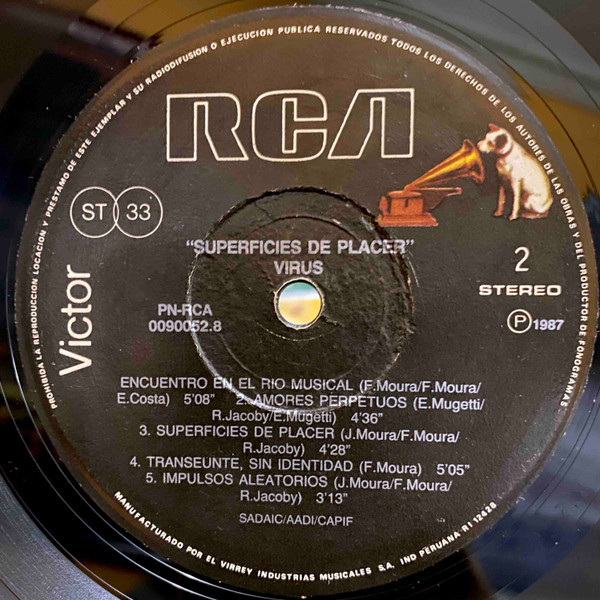 PROHIBIDA LA REPRODUCCION LOCACION Y PRESTAMO DE ESTE EJEMPLAR Y SU RADIODIFUSION O EJECUCION PUBLICA RESERVADOS TODOS LOS DERECHOS DE LOS AUTORES DE LAS OBRAS Y DEL PRODUCTOR DE FONOGRAMAS
RCA
ST 33
Victor
"SUPERFICIES DE PLACER"
VIRUS
2
STEREO
PN-RCA
0090052.8
Ⓟ 1987
ENCUENTRO EN EL RIO MUSICAL (F.Moura/F.Moura/
E.Costa) 5'08" 2. AMORES PERPETUOS (E.Mugetti/
R.Jacoby/E.Mugetti) 4'36"
3. SUPERFICIES DE PLACER (J.Moura/F.Moura/
R.Jacoby) 4'28"
4. TRANSEUNTE, SIN IDENTIDAD (F.Moura) 5'05"
5. IMPULSOS ALEATORIOS (J.Moura/F.Moura/
R.Jacoby) 3'13"
SADAIC/AADI/CAPIF
MANUFACTURADO POR EL VIRREY INDUSTRIAS MUSICALES S.A. IND PERUANA RI 12428